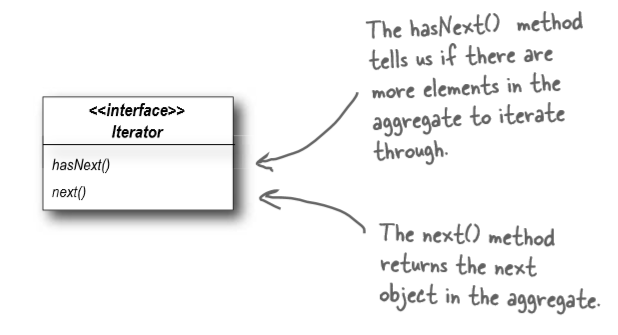 The hasNext() method
tells us if there are
more elements in the
aggregate to iterate
through.
<<interface>>
Iterator
hasNext()
next()
The next() method
returns the next
object in the aggregate.